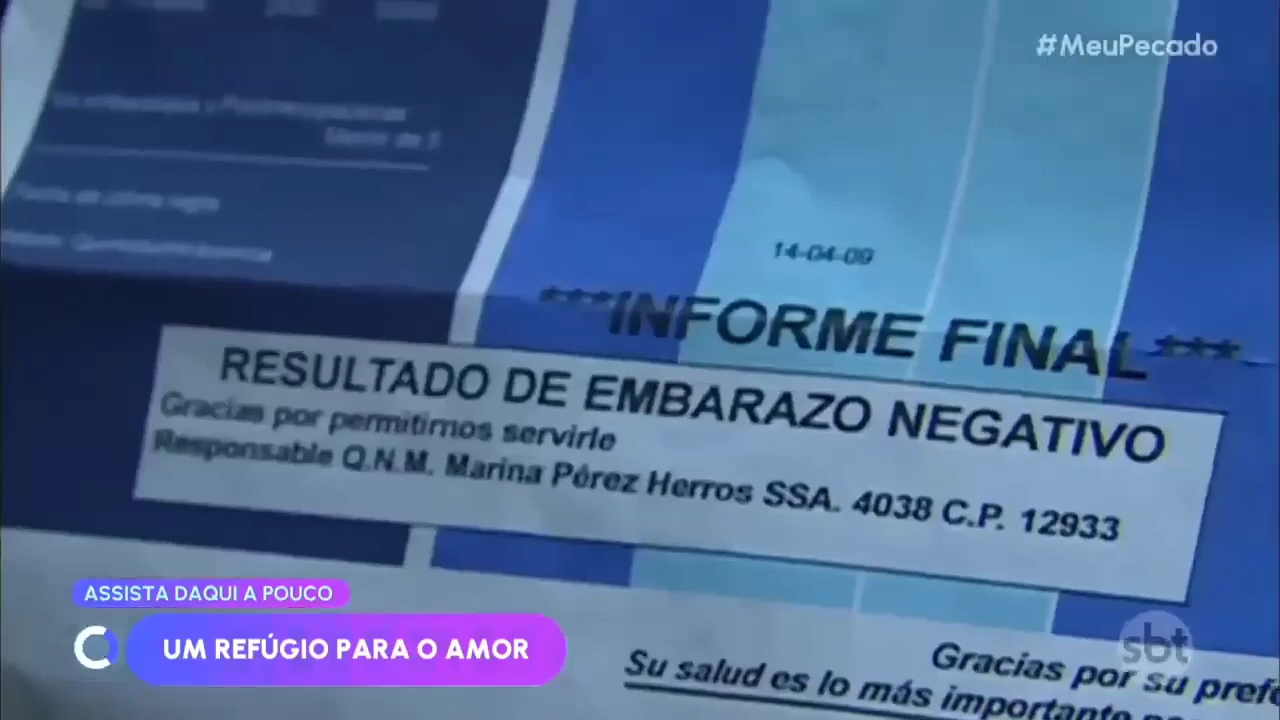 #MeuPecado
14-04-09
***INFORME FINAL***
RESULTADO DE EMBARAZO NEGATIVO
Gracias por permitirnos servirle
Responsable Q.N.M. Marina Pérez Herros SSA. 4038 C.P. 12933
ASSISTA DAQUI A POUCO
UM REFÚGIO PARA O AMOR
sbt
Gracias por su prefe
Su salud es lo más importante